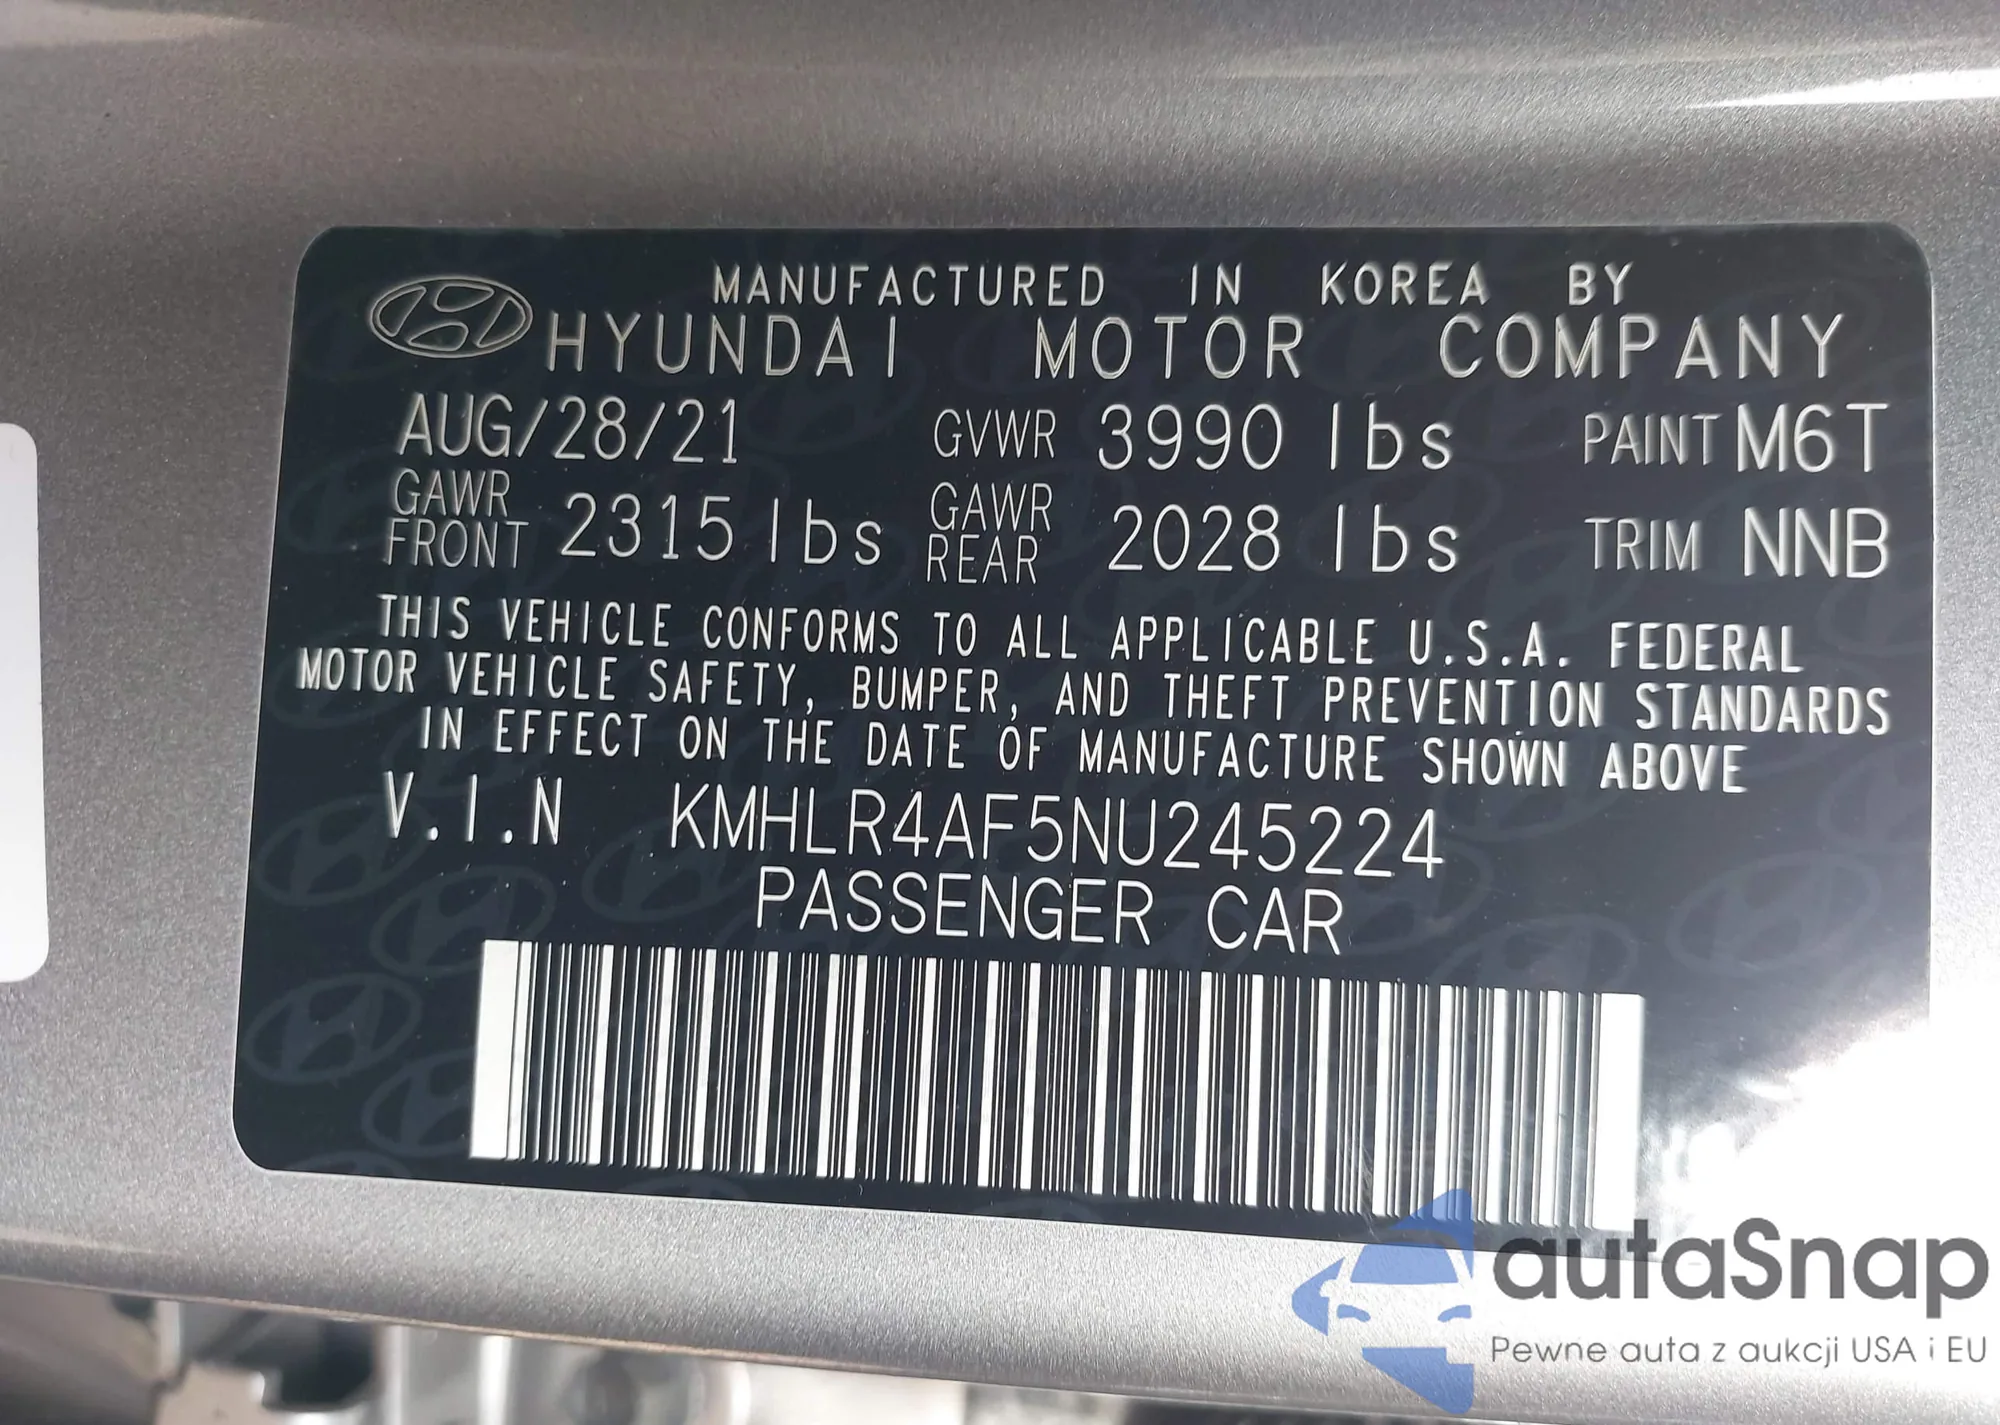 MANUFACTURED IN KOREA BY
HYUNDAI MOTOR COMPANY
AUG/28/21 GVWR 3990 lbs PAINT M6T
GAWR FRONT 2315 lbs GAWR REAR 2028 lbs TRIM NNB
THIS VEHICLE CONFORMS TO ALL APPLICABLE U.S.A. FEDERAL
MOTOR VEHICLE SAFETY, BUMPER, AND THEFT PREVENTION STANDARDS
IN EFFECT ON THE DATE OF MANUFACTURE SHOWN ABOVE
V.I.N KMHLR4AF5NU245224
PASSENGER CAR
autaSnap
Pewne auta z aukcji USA i EU